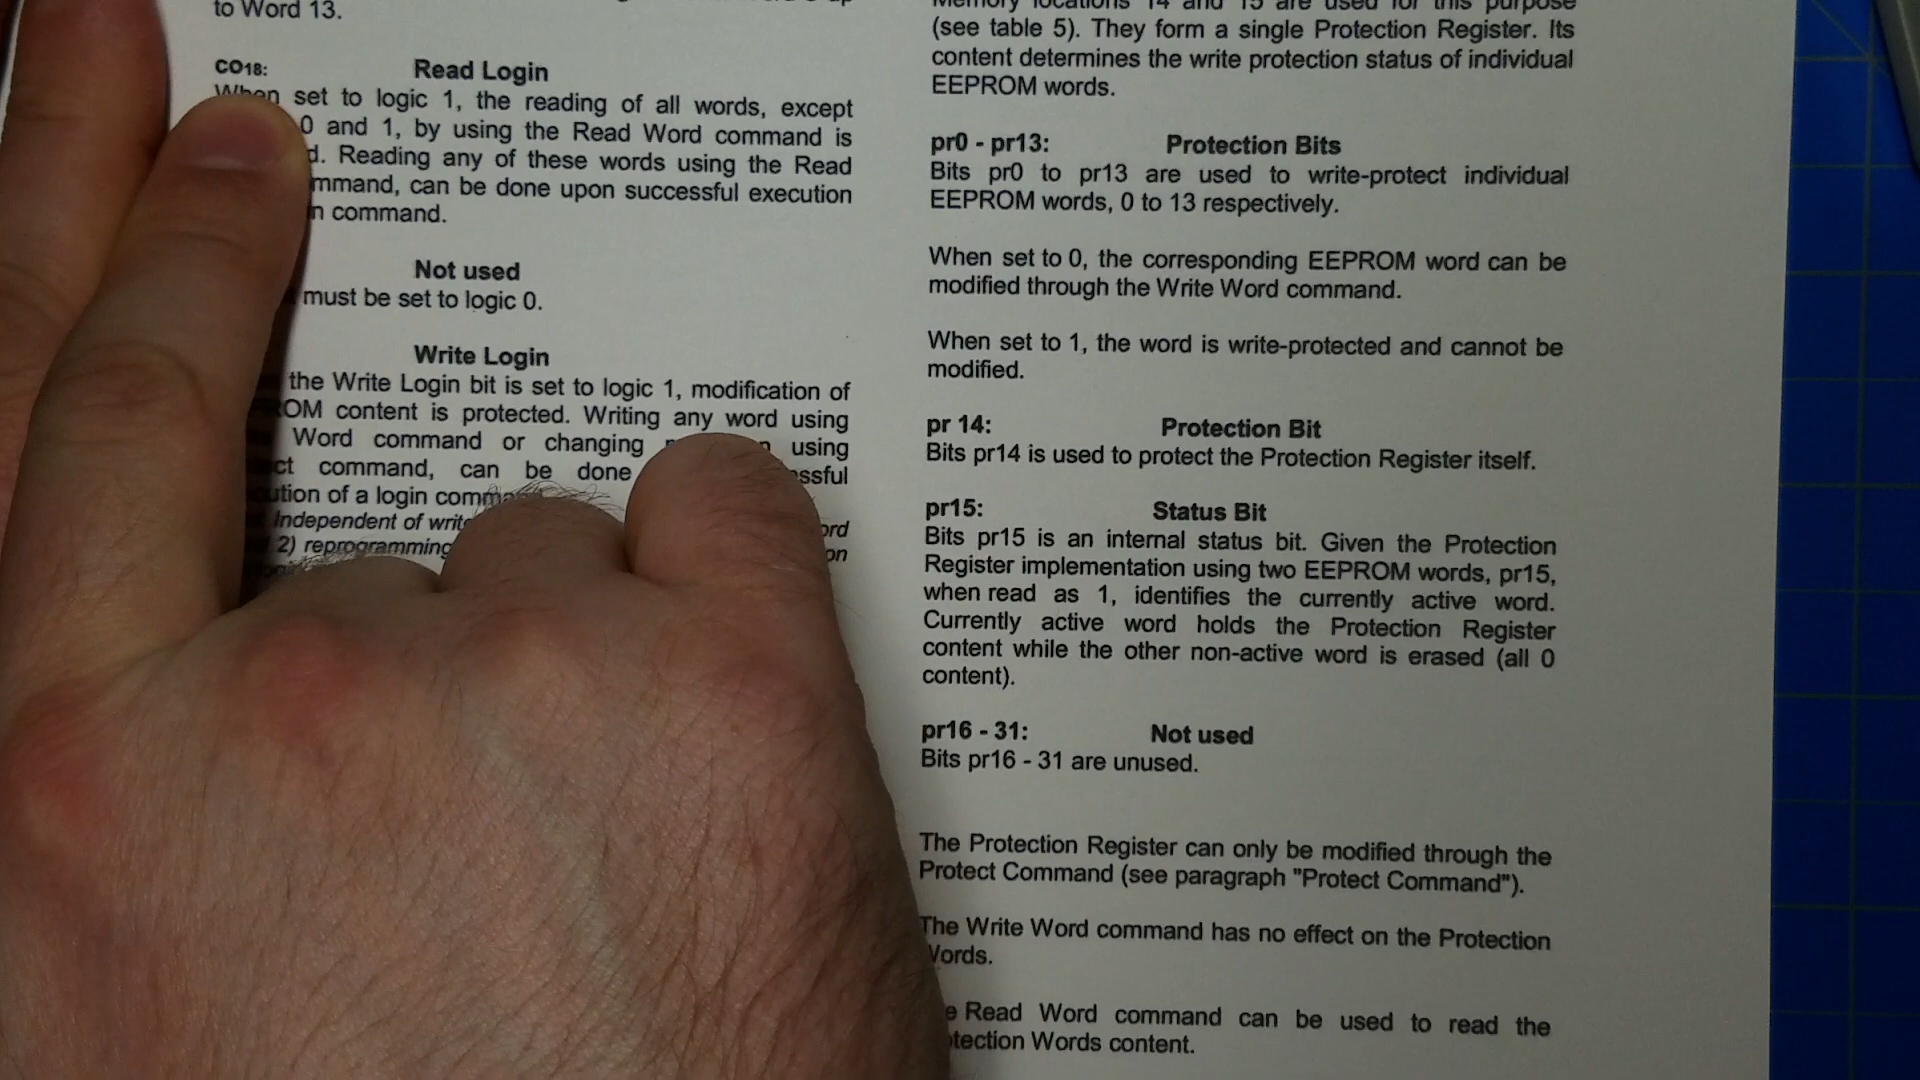 to Word 13.
CO18: Read Login
When set to logic 1, the reading of all words, except
0 and 1, by using the Read Word command is
Reading any of these words using the Read
can be done upon successful execution
command.
Not used
must be set to logic 0.
Write Login
the Write Login bit is set to logic 1, modification of
content is protected. Writing any word using
Word command or changing using
command, can be done
of a login
Independent of
2) reprogramming
Memory locations 14 and 15 are used for this purpose
(see table 5). They form a single Protection Register. Its
content determines the write protection status of individual
EEPROM words.
pr0 - pr13: Protection Bits
Bits pr0 to pr13 are used to write-protect individual
EEPROM words, 0 to 13 respectively.
When set to 0, the corresponding EEPROM word can be
modified through the Write Word command.
When set to 1, the word is write-protected and cannot be
modified.
pr 14: Protection Bit
Bits pr14 is used to protect the Protection Register itself.
pr15: Status Bit
Bits pr15 is an internal status bit. Given the Protection
Register implementation using two EEPROM words, pr15,
when read as 1, identifies the currently active word.
Currently active word holds the Protection Register
content while the other non-active word is erased (all 0
content).
pr16 - 31: Not used
Bits pr16 - 31 are unused.
The Protection Register can only be modified through the
Protect Command (see paragraph "Protect Command").
The Write Word command has no effect on the Protection
Words.
Read Word command can be used to read the
Words content.